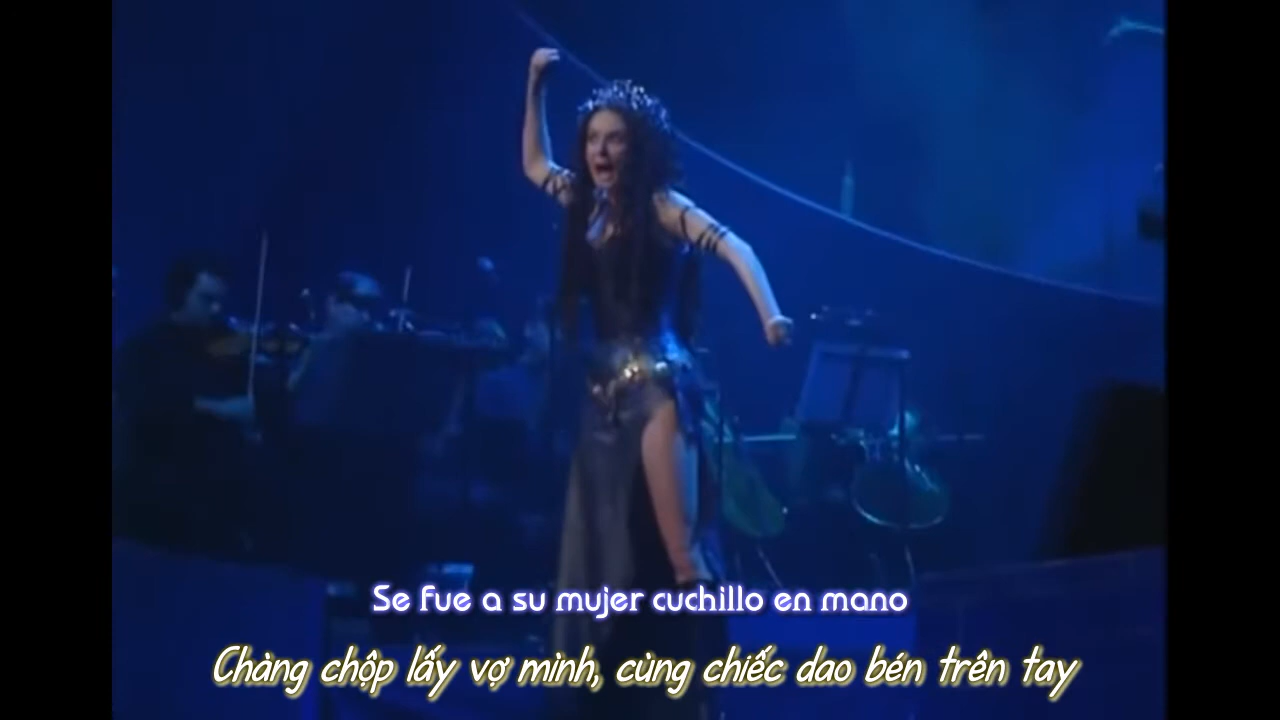 Se fue a su mujer cuchillo en mano
Chàng chộp lấy vợ mình, cùng chiếc dao bén trên tay